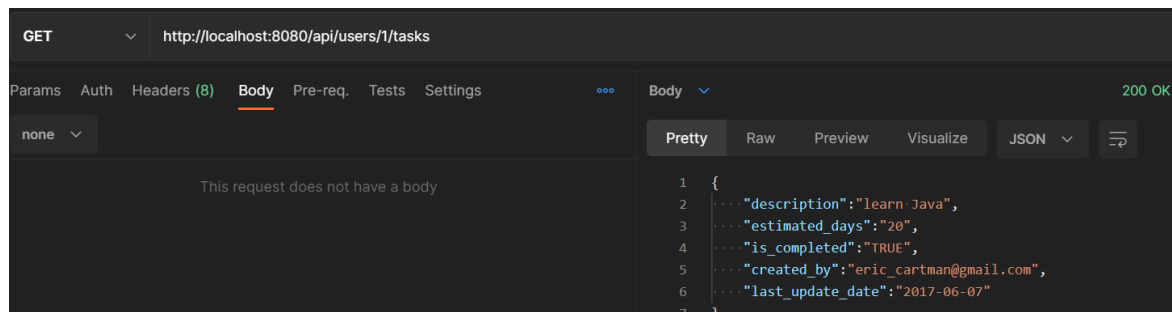 GET http://localhost:8080/api/users/1/tasks
Params Auth Headers (8) Body Pre-req. Tests Settings
none
This request does not have a body
Body 200 OK
Pretty Raw Preview Visualize JSON
1 {
2 "description":"learn Java",
3 "estimated_days":"20",
4 "is_completed":"TRUE",
5 "created_by":"eric_cartman@gmail.com",
6 "last_update_date":"2017-06-07"
7 }